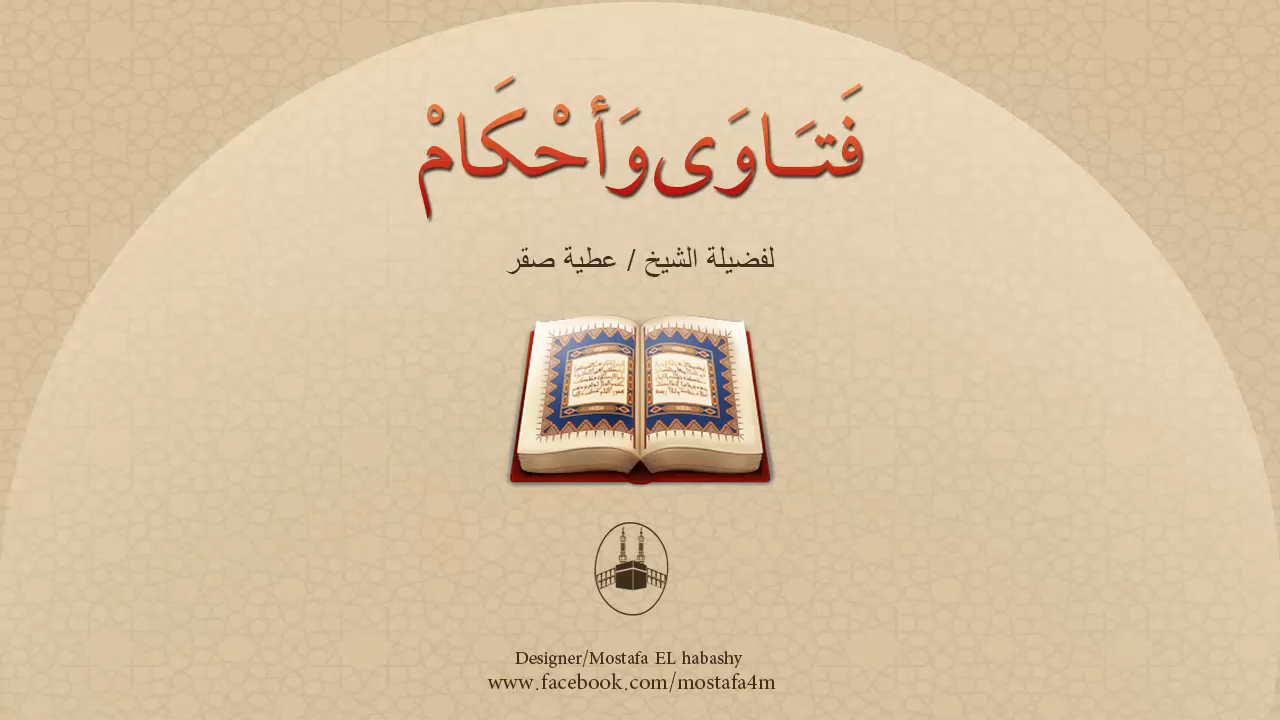 فَتَاوَى وَأَحْكَامْ
لفضيلة الشيخ / عطية صقر
Designer/Mostafa EL habashy
www.facebook.com/mostafa4m